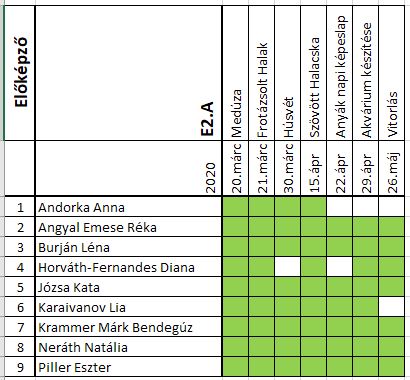 Előképző
E2.A
2020
20.márc Medúza
21.márc Frotázsolt Halak
30.márc Húsvét
15.ápr Szövött Halacska
22.ápr Anyák napi képeslap
29.ápr Akvárium készítése
26.máj Vitorlás
1 Andorka Anna
2 Angyal Emese Réka
3 Burján Léna
4 Horváth-Fernandes Diana
5 Józsa Kata
6 Karaivanov Lia
7 Krammer Márk Bendegúz
8 Neráth Natália
9 Piller Eszter